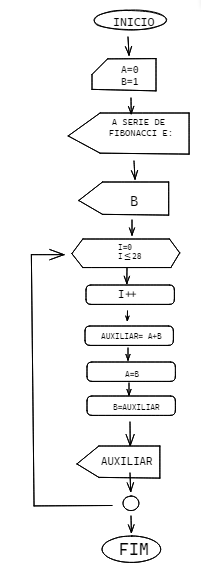 INICIO
A=0
B=1
A SERIE DE
FIBONACCI E:
B
I=0
I≤28
I++
AUXILIAR= A+B
A=B
B=AUXILIAR
AUXILIAR
FIM